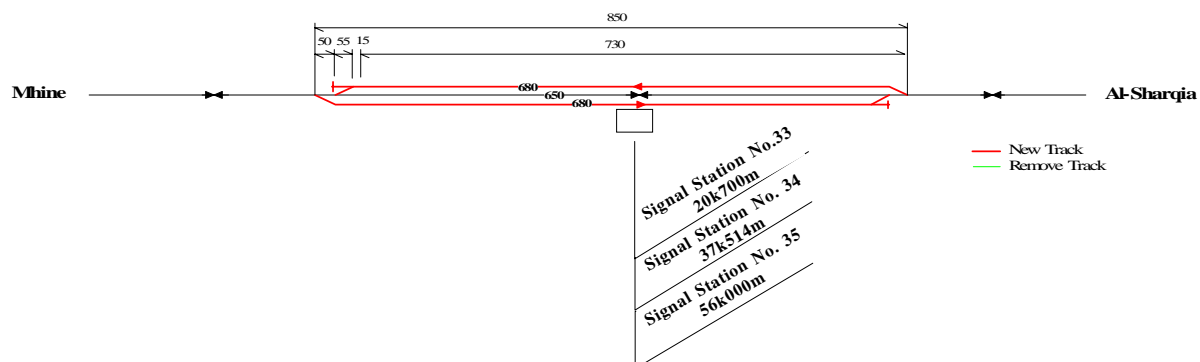 850
50 55 15 730
680
Mhine 650 Al-Sharqia
680
New Track
Remove Track
Signal Station No.33
20k700m
Signal Station No. 34
37k514m
Signal Station No. 35
56k000m